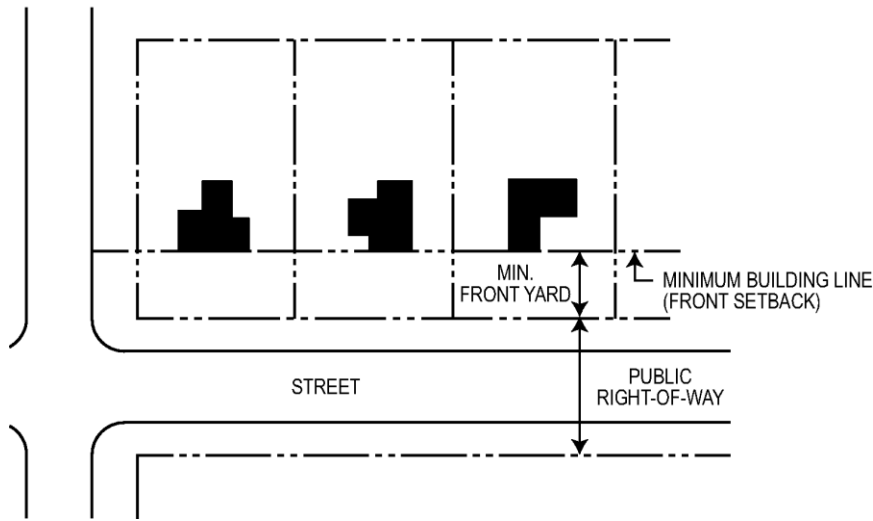 MIN.
FRONT YARD
MINIMUM BUILDING LINE
(FRONT SETBACK)
STREET
PUBLIC
RIGHT-OF-WAY